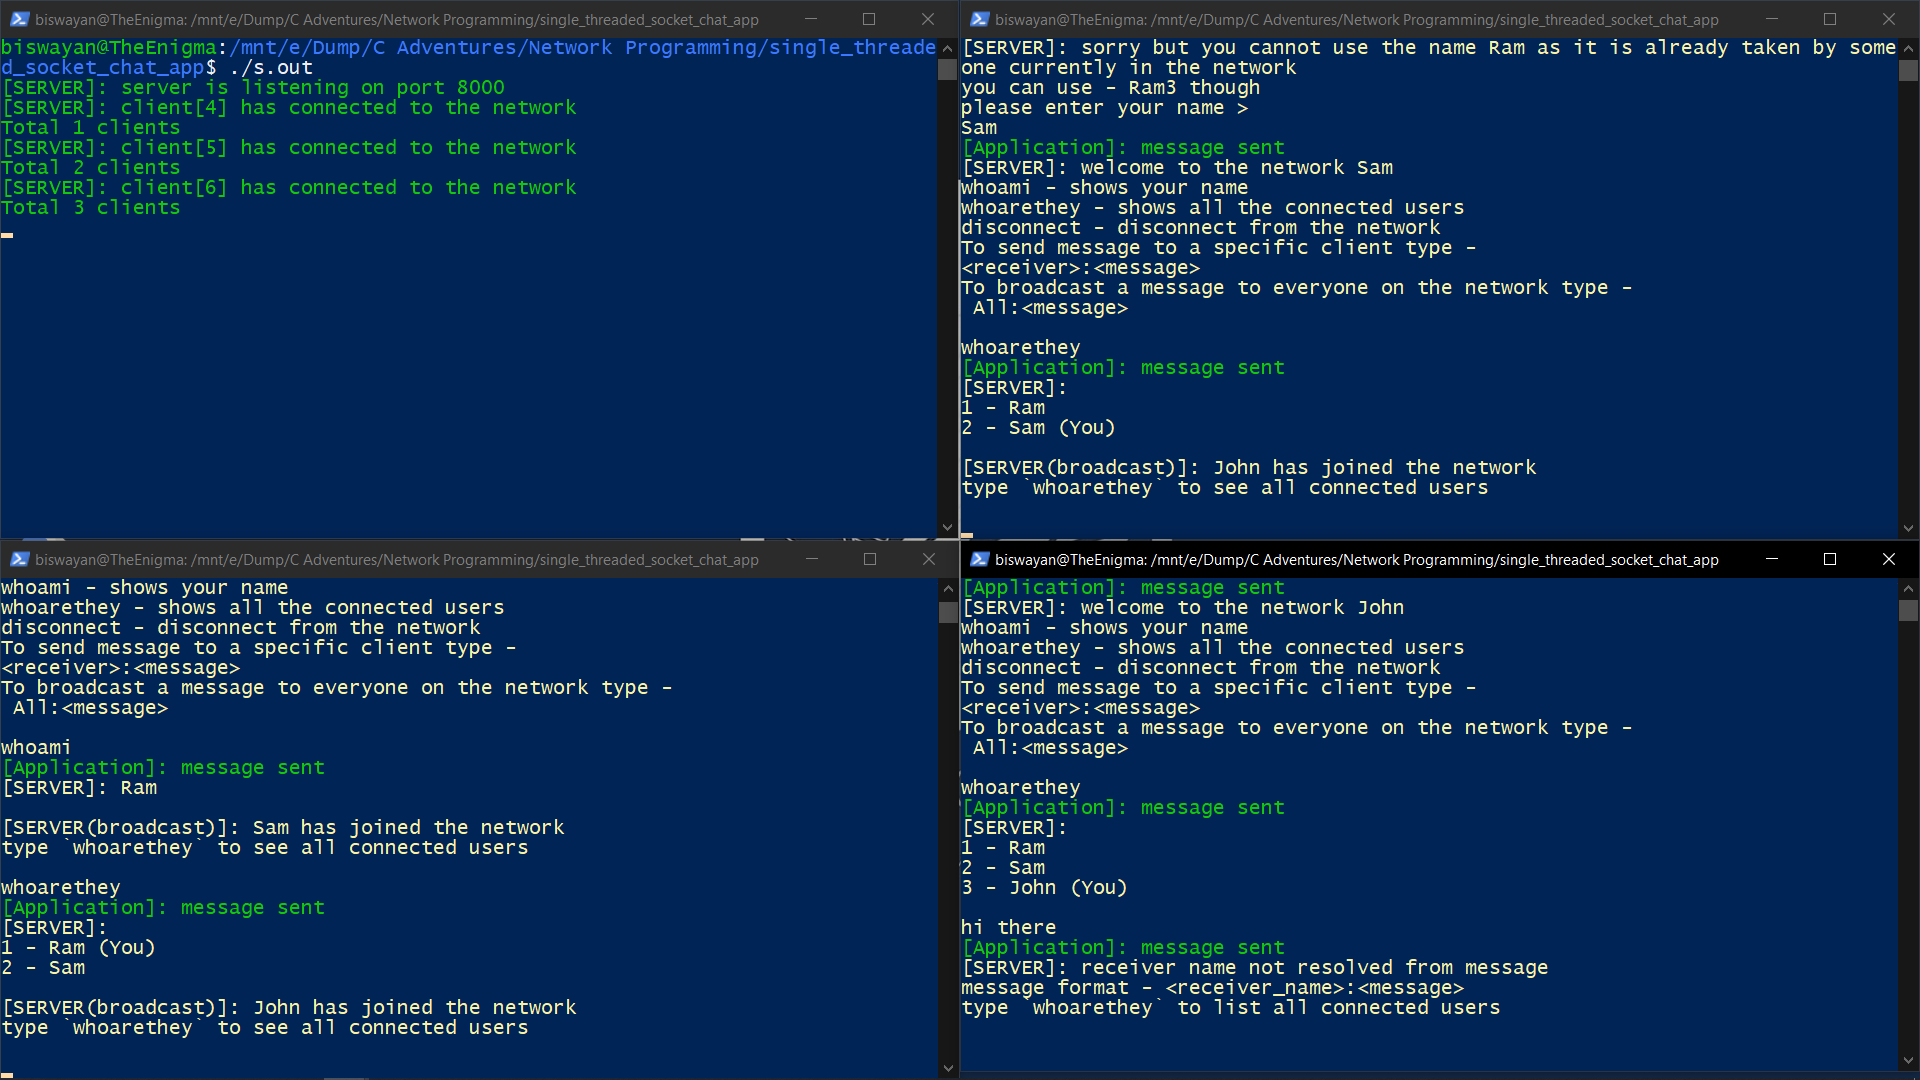 biswayan@TheEnigma: /mnt/e/Dump/C Adventures/Network Programming/single_threaded_socket_chat_app
biswayan@TheEnigma:/mnt/e/Dump/C Adventures/Network Programming/single_threade
d_socket_chat_app$ ./s.out
[SERVER]: server is listening on port 8000
[SERVER]: client[4] has connected to the network
Total 1 clients
[SERVER]: client[5] has connected to the network
Total 2 clients
[SERVER]: client[6] has connected to the network
Total 3 clients
biswayan@TheEnigma: /mnt/e/Dump/C Adventures/Network Programming/single_threaded_socket_chat_app
[SERVER]: sorry but you cannot use the name Ram as it is already taken by some
one currently in the network
you can use - Ram3 though
please enter your name >
Sam
[Application]: message sent
[SERVER]: welcome to the network Sam
whoami - shows your name
whoarethey - shows all the connected users
disconnect - disconnect from the network
To send message to a specific client type -
<receiver>:<message>
To broadcast a message to everyone on the network type -
 All:<message>
whoarethey
[Application]: message sent
[SERVER]:
1 - Ram
2 - Sam (You)
[SERVER(broadcast)]: John has joined the network
type `whoarethey` to see all connected users
biswayan@TheEnigma: /mnt/e/Dump/C Adventures/Network Programming/single_threaded_socket_chat_app
whoami - shows your name
whoarethey - shows all the connected users
disconnect - disconnect from the network
To send message to a specific client type -
<receiver>:<message>
To broadcast a message to everyone on the network type -
 All:<message>
whoami
[Application]: message sent
[SERVER]: Ram
[SERVER(broadcast)]: Sam has joined the network
type `whoarethey` to see all connected users
whoarethey
[Application]: message sent
[SERVER]:
1 - Ram (You)
2 - Sam
[SERVER(broadcast)]: John has joined the network
type `whoarethey` to see all connected users
biswayan@TheEnigma: /mnt/e/Dump/C Adventures/Network Programming/single_threaded_socket_chat_app
[Application]: message sent
[SERVER]: welcome to the network John
whoami - shows your name
whoarethey - shows all the connected users
disconnect - disconnect from the network
To send message to a specific client type -
<receiver>:<message>
To broadcast a message to everyone on the network type -
 All:<message>
whoarethey
[Application]: message sent
[SERVER]:
1 - Ram
2 - Sam
3 - John (You)
hi there
[Application]: message sent
[SERVER]: receiver name not resolved from message
message format - <receiver_name>:<message>
type `whoarethey` to list all connected users